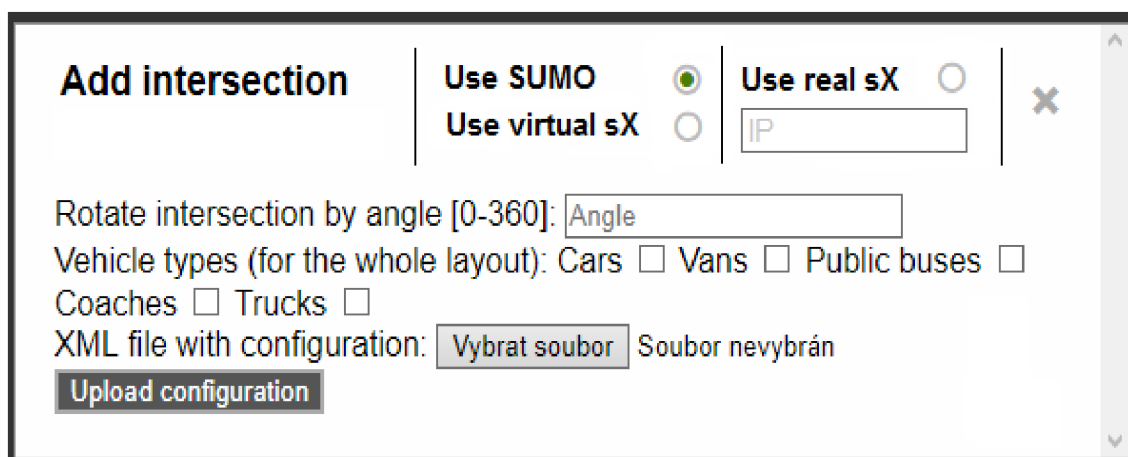 Add intersection
Use SUMO
Use virtual sX
Use real sX
IP
Rotate intersection by angle [0-360]: Angle
Vehicle types (for the whole layout): Cars Vans Public buses
Coaches Trucks
XML file with configuration: Vybrat soubor Soubor nevybrán
Upload configuration